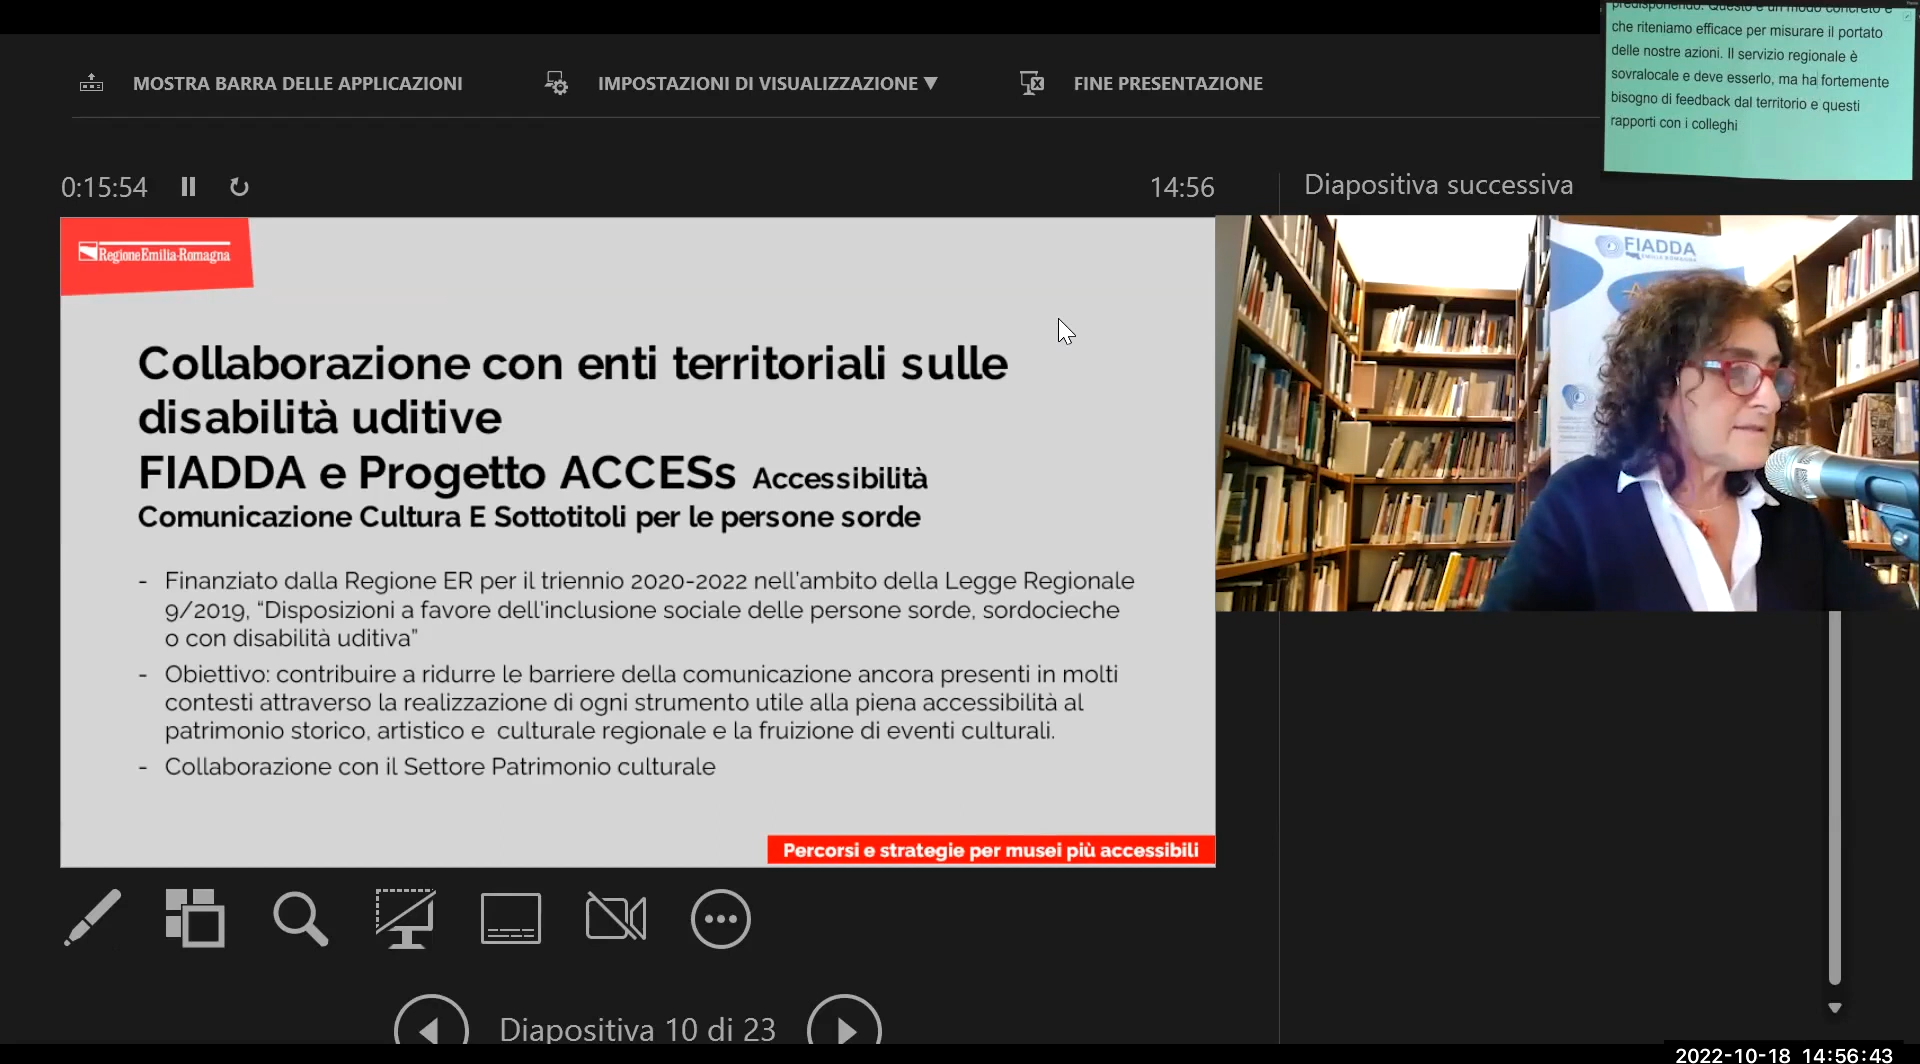 MOSTRA BARRA DELLE APPLICAZIONI
IMPOSTAZIONI DI VISUALIZZAZIONE ▼
FINE PRESENTAZIONE
che riteniamo efficace per misurare il portato
delle nostre azioni. Il servizio regionale è
sovralocale e deve esserlo, ma ha fortemente
bisogno di feedback dal territorio e questi
rapporti con i colleghi
0:15:54
14:56
Diapositiva successiva
RegioneEmilia-Romagna
FIADDA
EMILIA ROMAGNA
Collaborazione con enti territoriali sulle
disabilità uditive
FIADDA e Progetto ACCESs Accessibilità
Comunicazione Cultura E Sottotitoli per le persone sorde
- Finanziato dalla Regione ER per il triennio 2020-2022 nell'ambito della Legge Regionale
9/2019, “Disposizioni a favore dell'inclusione sociale delle persone sorde, sordocieche
o con disabilità uditiva”
- Obiettivo: contribuire a ridurre le barriere della comunicazione ancora presenti in molti
contesti attraverso la realizzazione di ogni strumento utile alla piena accessibilità al
patrimonio storico, artistico e culturale regionale e la fruizione di eventi culturali.
- Collaborazione con il Settore Patrimonio culturale
Percorsi e strategie per musei più accessibili
Diapositiva 10 di 23
2022-10-18 14:56:43